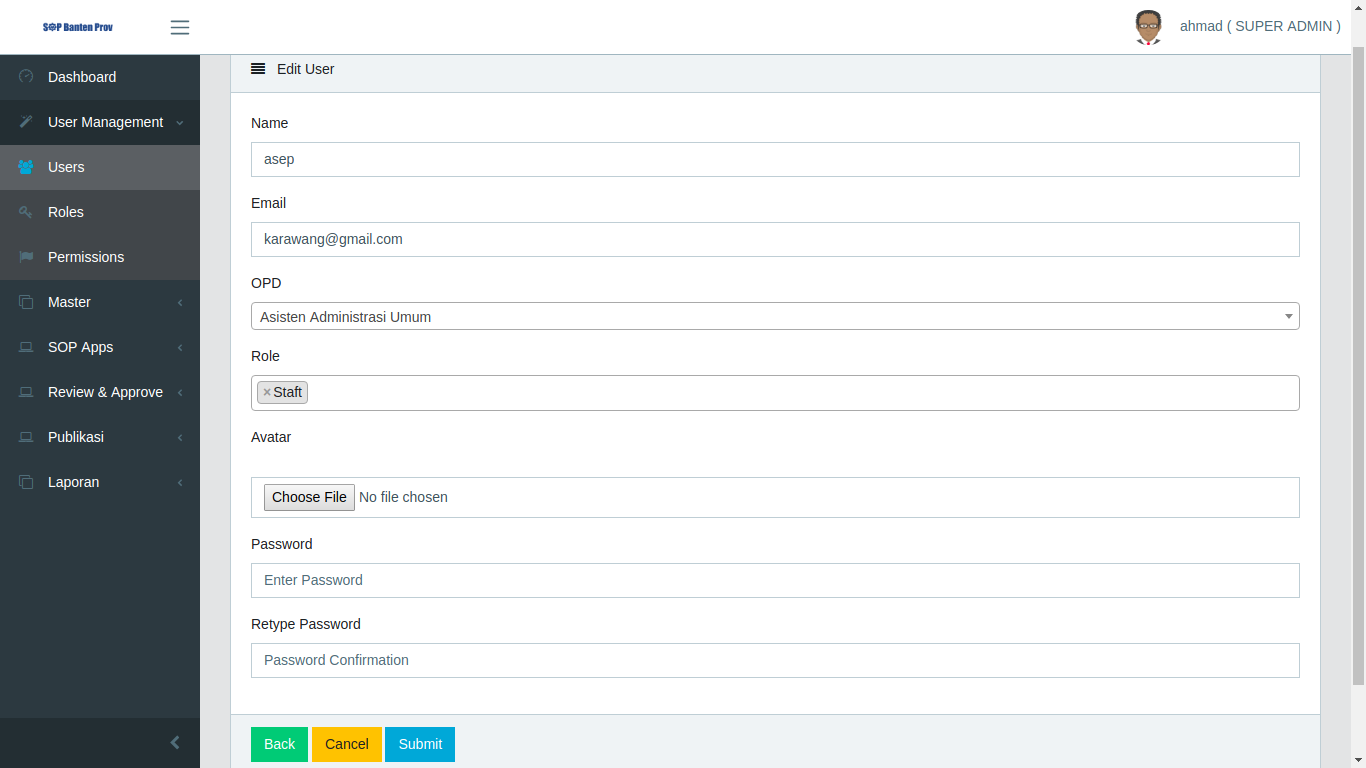 SOP Banten Prov
ahmad ( SUPER ADMIN )
Dashboard
User Management
Users
Roles
Permissions
Master
SOP Apps
Review & Approve
Publikasi
Laporan
Edit User
Name
asep
Email
karawang@gmail.com
OPD
Asisten Administrasi Umum
Role
×Staft
Avatar
Choose File No file chosen
Password
Enter Password
Retype Password
Password Confirmation
Back Cancel Submit